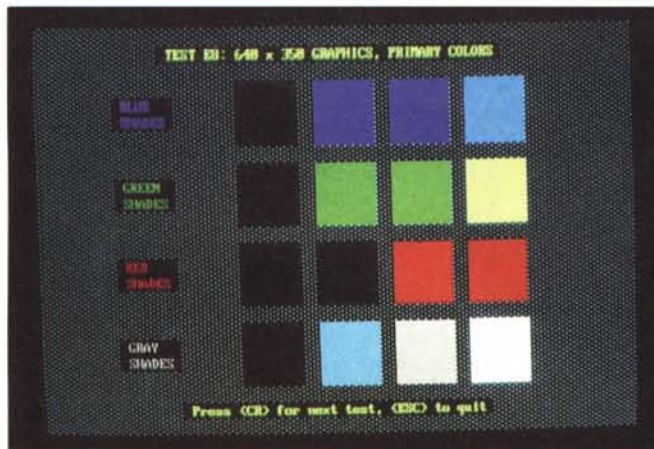 TEST E8: 640 x 350 GRAPHICS, PRIMARY COLORS
BLUE
SHADES
GREEN
SHADES
RED
SHADES
GRAY
SHADES
Press <CR> for next test, <ESC> to quit